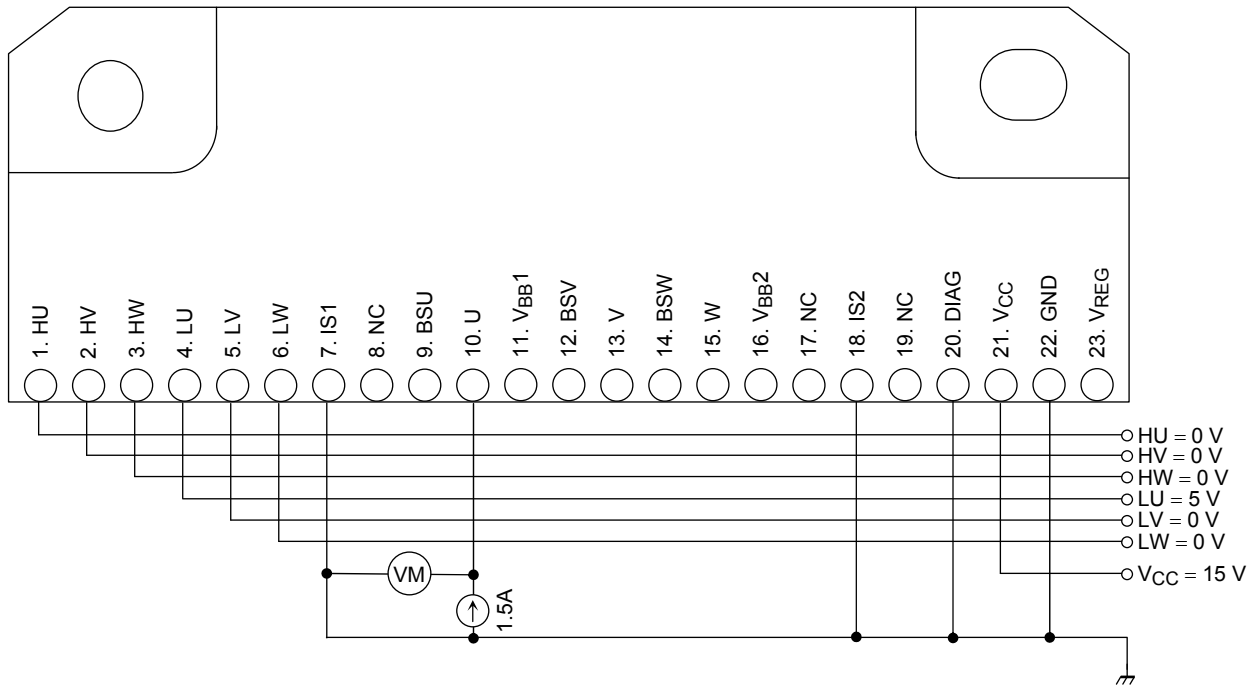 1. HU
2. HV
3. HW
4. LU
5. LV
6. LW
7. IS1
8. NC
9. BSU
10. U
11. VBB1
12. BSV
13. V
14. BSW
15. W
16. VBB2
17. NC
18. IS2
19. NC
20. DIAG
21. VCC
22. GND
23. VREG
HU = 0 V
HV = 0 V
HW = 0 V
LU = 5 V
LV = 0 V
LW = 0 V
VCC = 15 V
VM
1.5A